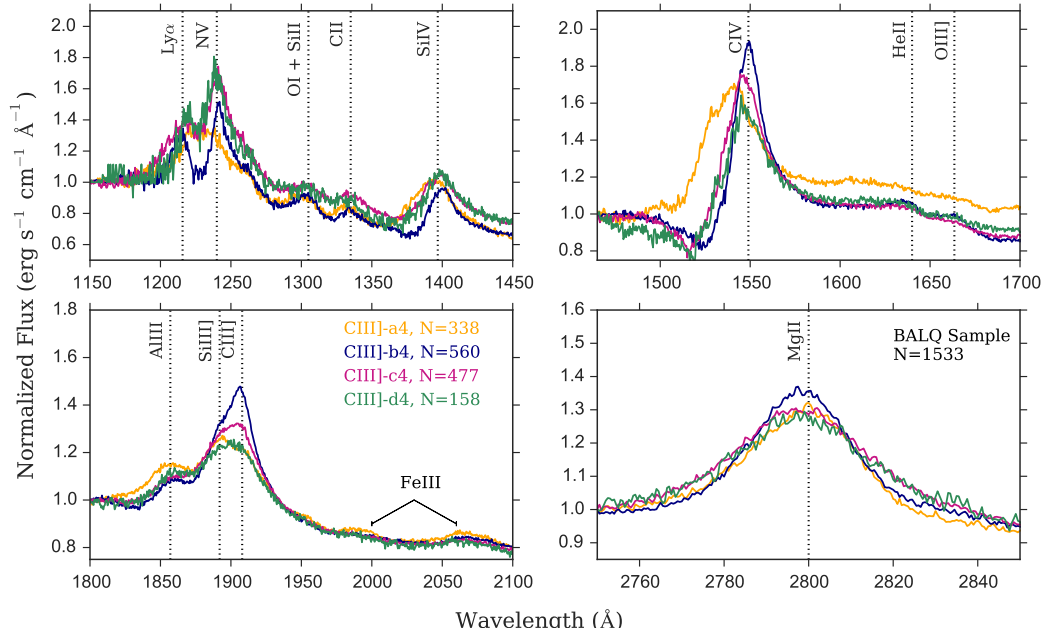 Normalized Flux (erg s⁻¹ cm⁻¹ Å⁻¹)
2.0
1.8
1.6
1.4
1.2
1.0
0.8
0.6
Lyα
NV
OI + SiII
CII
SiIV
1150 1200 1250 1300 1350 1400 1450
2.0
1.8
1.6
1.4
1.2
1.0
0.8
CIV
HeII
OIII]
1500 1550 1600 1650 1700
1.8
1.6
1.4
1.2
1.0
0.8
AlIII
SiIII]
CIII]
CIII]-a4, N=338
CIII]-b4, N=560
CIII]-c4, N=477
CIII]-d4, N=158
FeIII
1800 1850 1900 1950 2000 2050 2100
1.6
1.5
1.4
1.3
1.2
1.1
1.0
0.9
MgII
BALQ Sample
N=1533
2760 2780 2800 2820 2840
Wavelength (Å)